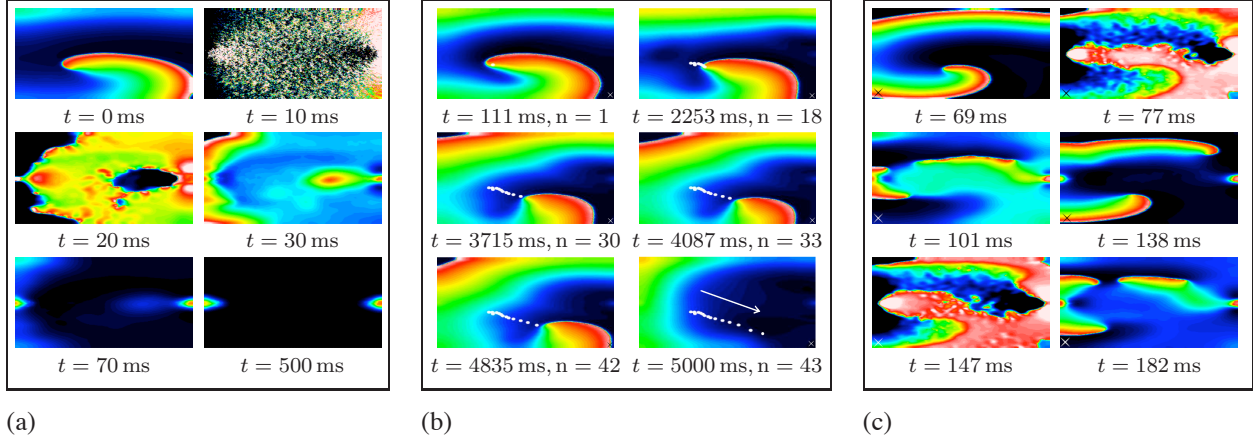 t = 0 ms
t = 10 ms
t = 20 ms
t = 30 ms
t = 70 ms
t = 500 ms
(a)
t = 111 ms, n = 1
t = 2253 ms, n = 18
t = 3715 ms, n = 30
t = 4087 ms, n = 33
t = 4835 ms, n = 42
t = 5000 ms, n = 43
(b)
t = 69 ms
t = 77 ms
t = 101 ms
t = 138 ms
t = 147 ms
t = 182 ms
(c)